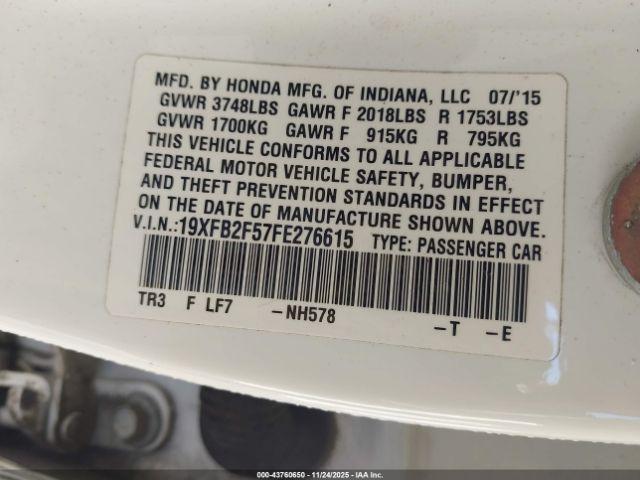 MFD. BY HONDA MFG. OF INDIANA, LLC 07/'15
GVWR 3748LBS GAWR F 2018LBS R 1753LBS
GVWR 1700KG GAWR F 915KG R 795KG
THIS VEHICLE CONFORMS TO ALL APPLICABLE
FEDERAL MOTOR VEHICLE SAFETY, BUMPER,
AND THEFT PREVENTION STANDARDS IN EFFECT
ON THE DATE OF MANUFACTURE SHOWN ABOVE.
V.I.N.:19XFB2F57FE276615 TYPE: PASSENGER CAR
TR3 F LF7 -NH578 -T -E
000-43760650 - 11/24/2025 - IAA Inc.